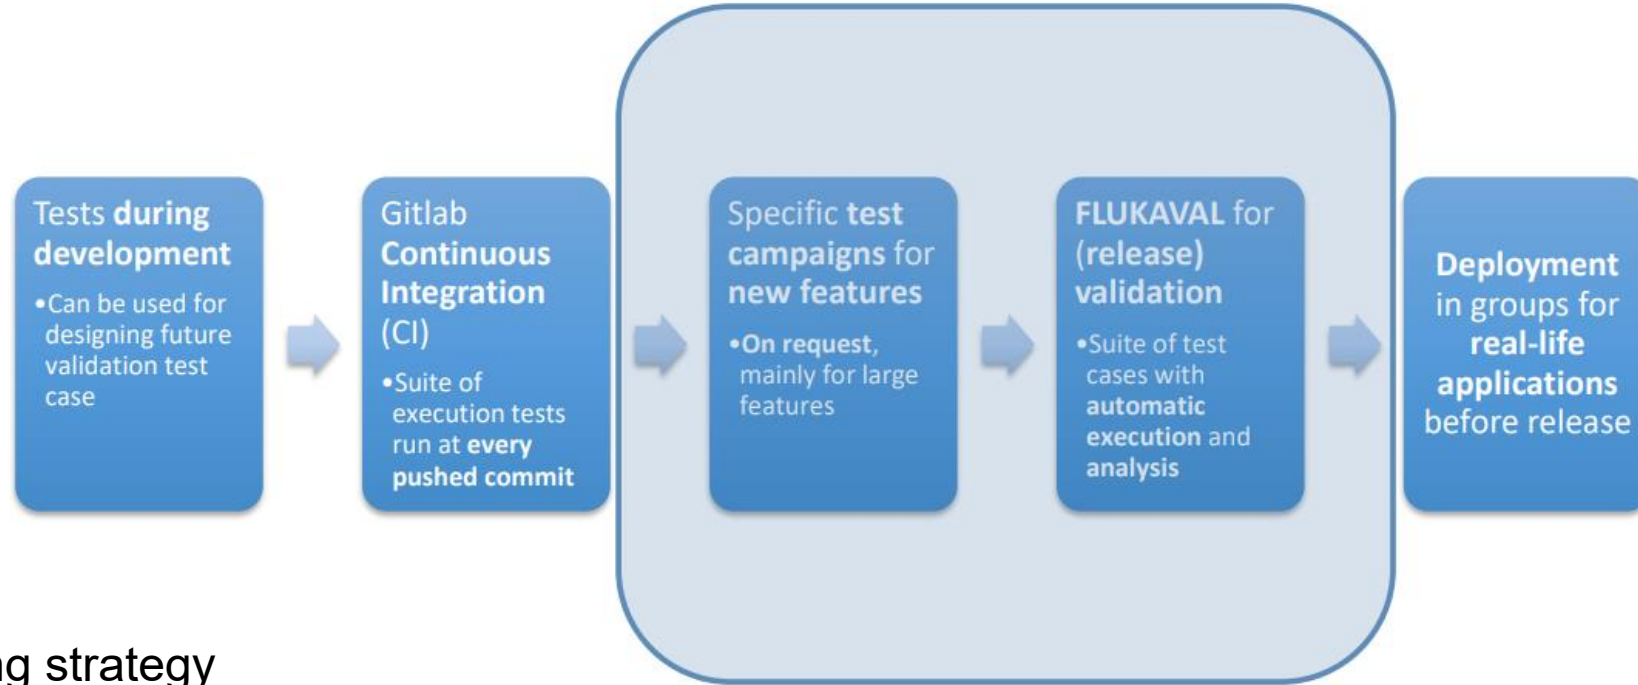 Tests during
development
•Can be used for
designing future
validation test
case
Gitlab
Continuous
Integration
(CI)
•Suite of
execution tests
run at every
pushed commit
Specific test
campaigns for
new features
•On request,
mainly for large
features
FLUKAVAL for
(release)
validation
•Suite of test
cases with
automatic
execution and
analysis
Deployment
in groups for
real-life
applications
before release
strategy